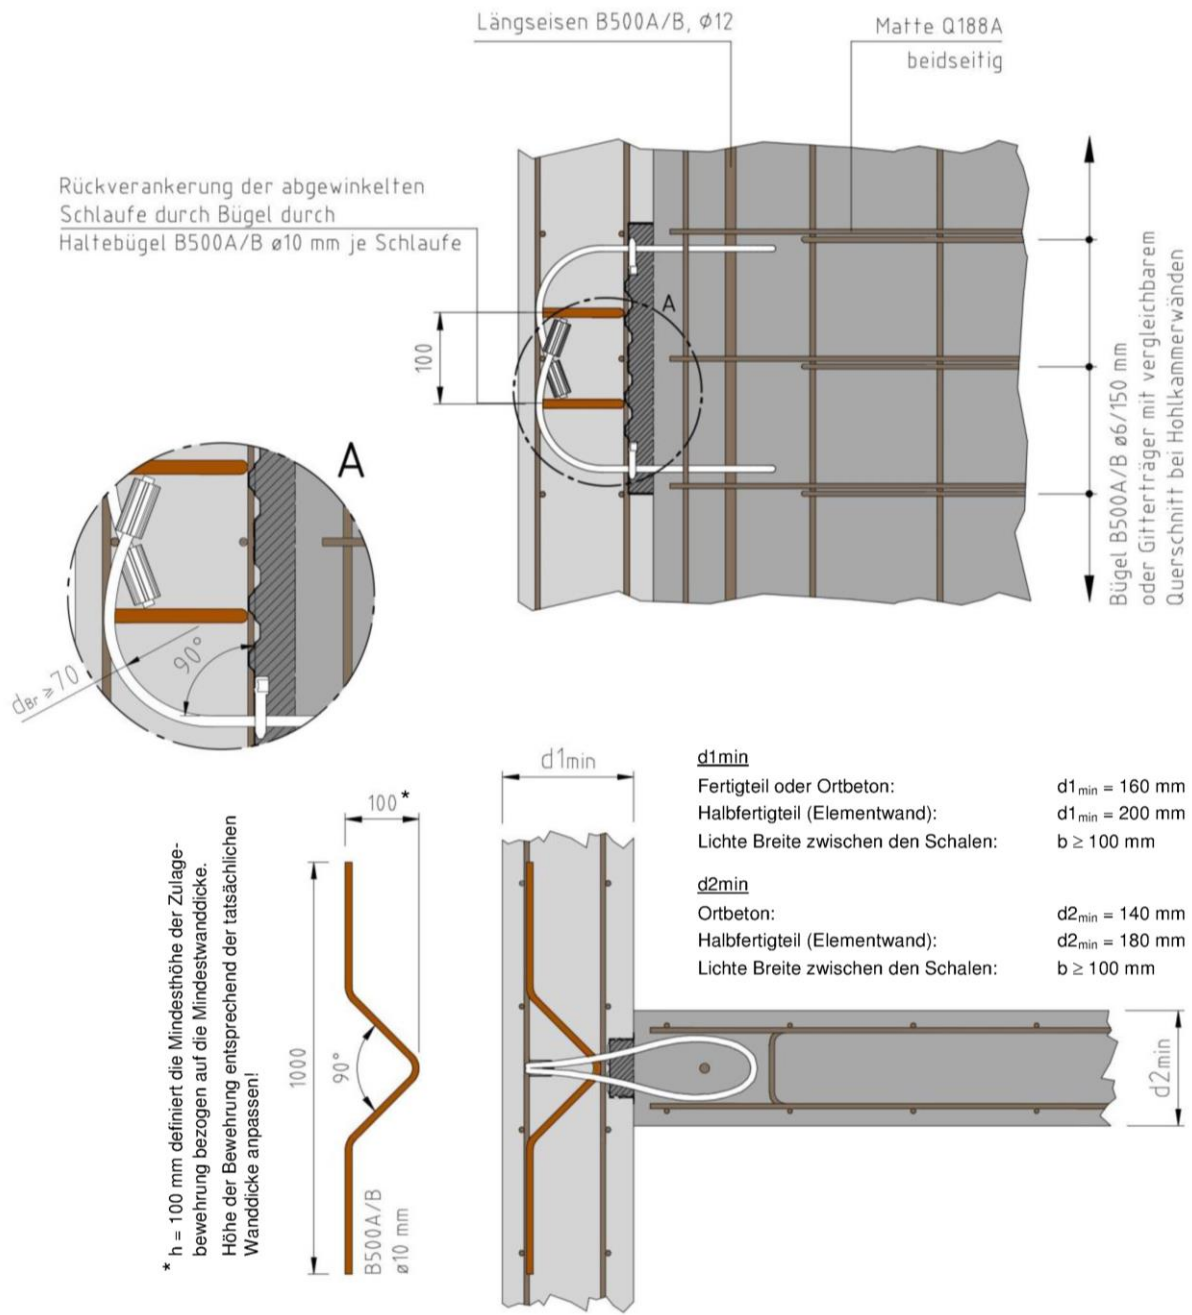 Längseisen B500A/B, Ø12
Matte Q188A
beidseitig
Rückverankerung der abgewinkelten
Schlaufe durch Bügel durch
Haltebügel B500A/B ø10 mm je Schlaufe
100
A
Bügel B500A/B ø6/150 mm
oder Gitterträger mit vergleichbarem
Querschnitt bei Hohlkammerwänden
A
90°
dBr ≥ 70
d1min
d1min
Fertigteil oder Ortbeton: d1min = 160 mm
Halbfertigteil (Elementwand): d1min = 200 mm
Lichte Breite zwischen den Schalen: b ≥ 100 mm
d2min
Ortbeton: d2min = 140 mm
Halbfertigteil (Elementwand): d2min = 180 mm
Lichte Breite zwischen den Schalen: b ≥ 100 mm
* h = 100 mm definiert die Mindesthöhe der Zulage-
bewehrung bezogen auf die Mindestwanddicke.
Höhe der Bewehrung entsprechend der tatsächlichen
Wanddicke anpassen!
100*
1000
90°
B500A/B
ø10 mm
d2min